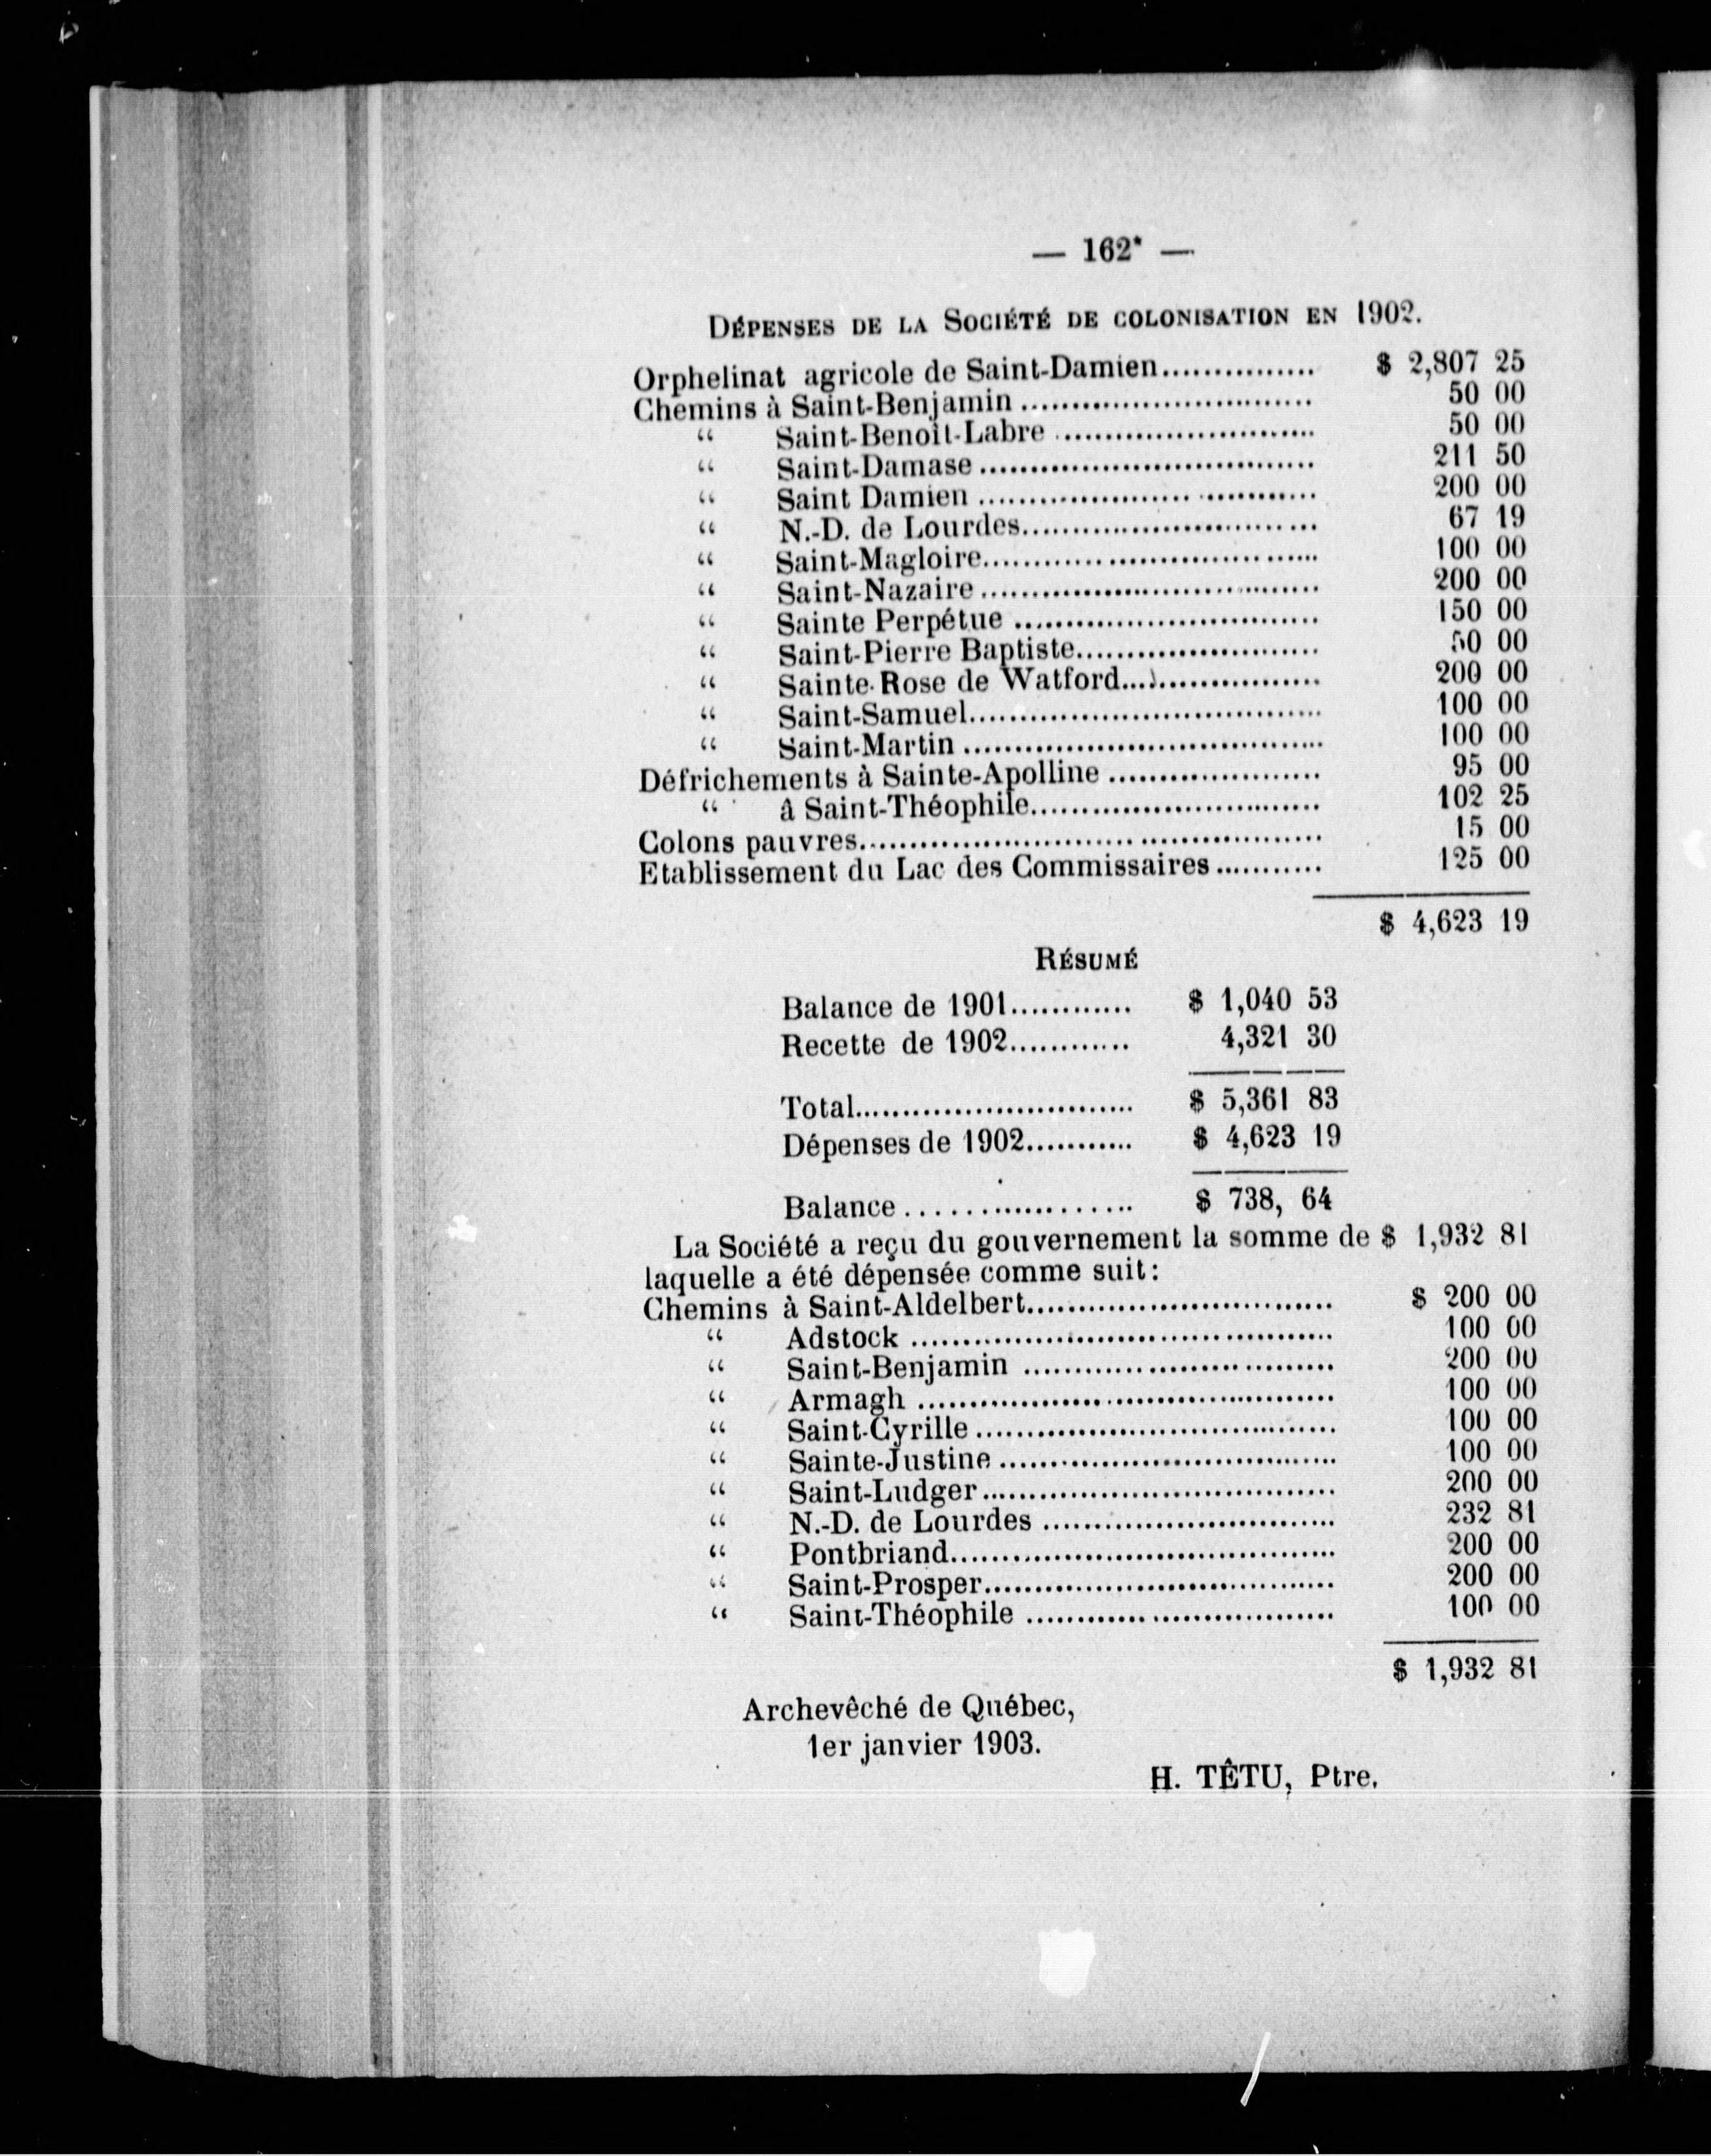 — 162* —
DÉPENSES DE LA SOCIÉTÉ DE COLONISATION EN 1902.
Orphelinat agricole de Saint-Damien............... $ 2,807 25
Chemins à Saint-Benjamin ............................. 50 00
“ Saint-Benoit-Labre .......................... 50 00
“ Saint-Damase ................................. 211 50
“ Saint Damien ................................. 200 00
“ N.-D. de Lourdes............................. 67 19
“ Saint-Magloire................................. 100 00
“ Saint-Nazaire ................................. 200 00
“ Sainte Perpétue .............................. 150 00
“ Saint-Pierre Baptiste........................ 50 00
“ Sainte-Rose de Watford.................... 200 00
“ Saint-Samuel................................... 100 00
“ Saint-Martin ................................... 100 00
Défrichements à Sainte-Apolline ..................... 95 00
“ â Saint-Théophile............................. 102 25
Colons pauvres.............................................. 15 00
Etablissement du Lac des Commissaires ........... 125 00
$ 4,623 19
RÉSUMÉ
Balance de 1901............ $ 1,040 53
Recette de 1902............ 4,321 30
Total............................. $ 5,361 83
Dépenses de 1902........... $ 4,623 19
Balance ....................... $ 738, 64
La Société a reçu du gouvernement la somme de $ 1,932 81
laquelle a été dépensée comme suit:
Chemins à Saint-Aldelbert.............................. $ 200 00
“ Adstock ......................................... 100 00
“ Saint-Benjamin .............................. 200 00
“ Armagh ......................................... 100 00
“ Saint-Cyrille ................................... 100 00
“ Sainte-Justine ................................. 100 00
“ Saint-Ludger ................................... 200 00
“ N.-D. de Lourdes ............................. 232 81
“ Pontbriand...................................... 200 00
“ Saint-Prosper.................................. 200 00
“ Saint-Théophile .............................. 100 00
$ 1,932 81
Archevêché de Québec,
1er janvier 1903.
H. TÊTU, Ptre.